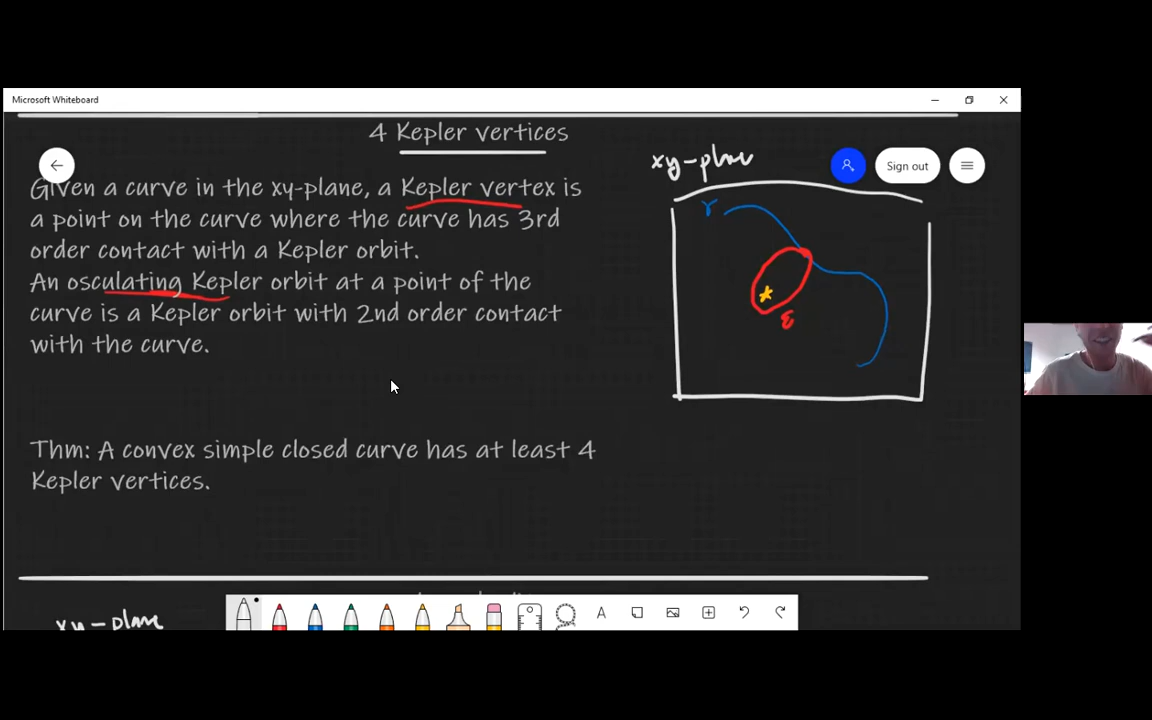 Microsoft Whiteboard
4 Kepler vertices
xy-plane
Sign out
Given a curve in the xy-plane, a Kepler vertex is
a point on the curve where the curve has 3rd
order contact with a Kepler orbit.
An osculating Kepler orbit at a point of the
curve is a Kepler orbit with 2nd order contact
with the curve.
Thm: A convex simple closed curve has at least 4
Kepler vertices.
xy-plane